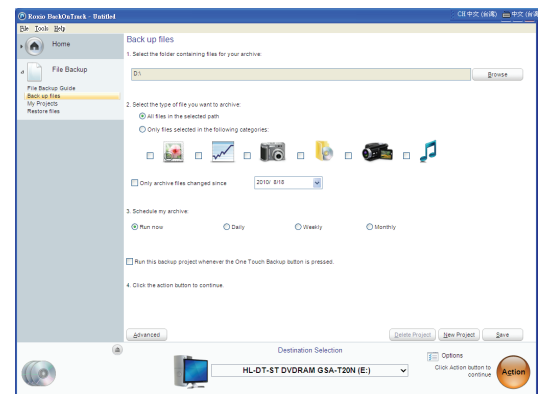 Roxio BackOnTrack - Untitled
CH 中文 (台灣) 中文 (台灣
File Tools Help
Home
File Backup
File Backup Guide
Back up files
My Projects
Restore files
Back up files
1. Select the folder containing files for your archive:
D:\
Browse
2. Select the type of file you want to archive:
All files in the selected path
Only files selected in the following categories:
Only archive files changed since
2010/ 8/18
3. Schedule my archive:
Run now
Daily
Weekly
Monthly
Run this backup project whenever the One Touch Backup button is pressed.
4. Click the action button to continue.
Advanced
Delete Project
New Project
Save
Destination Selection
HL-DT-ST DVDRAM GSA-T20N (E:)
Options
Click Action button to
continue
Action